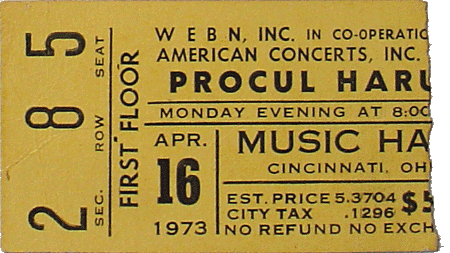 5 SEAT
8 ROW
2 SEC.
FIRST FLOOR
WEBN, INC. IN CO-OPERATIO
AMERICAN CONCERTS, INC.
PROCUL HARU
MONDAY EVENING AT 8:00
APR.
16
1973
MUSIC HA
CINCINNATI, OH
EST. PRICE 5.3704
CITY TAX .1296
$5
NO REFUND NO EXCH